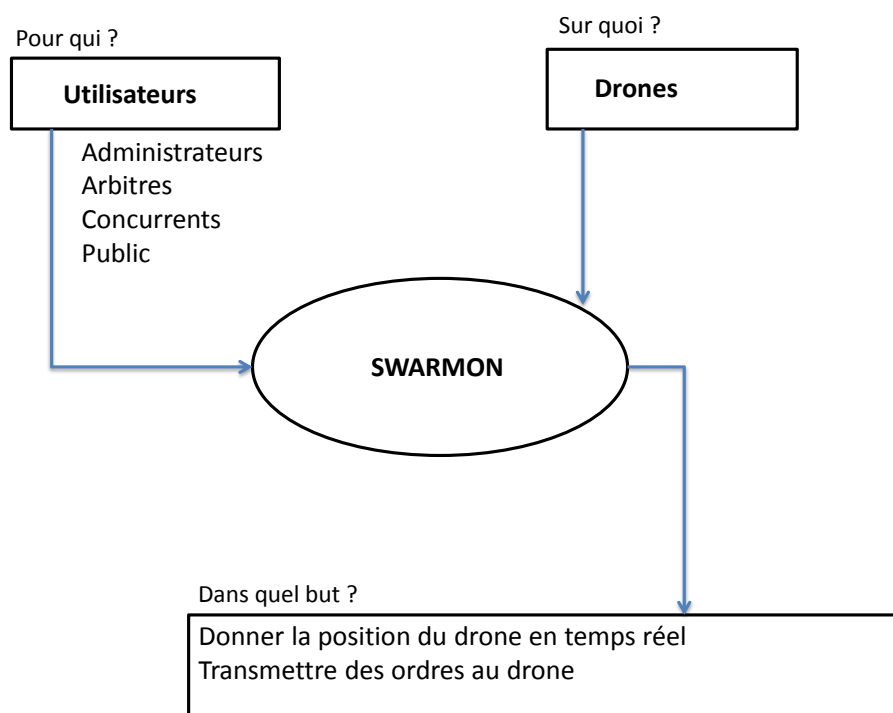 Pour qui ?
Utilisateurs
Administrateurs
Arbitres
Concurrents
Public
Sur quoi ?
Drones
SWARMON
Dans quel but ?
Donner la position du drone en temps réel
Transmettre des ordres au drone